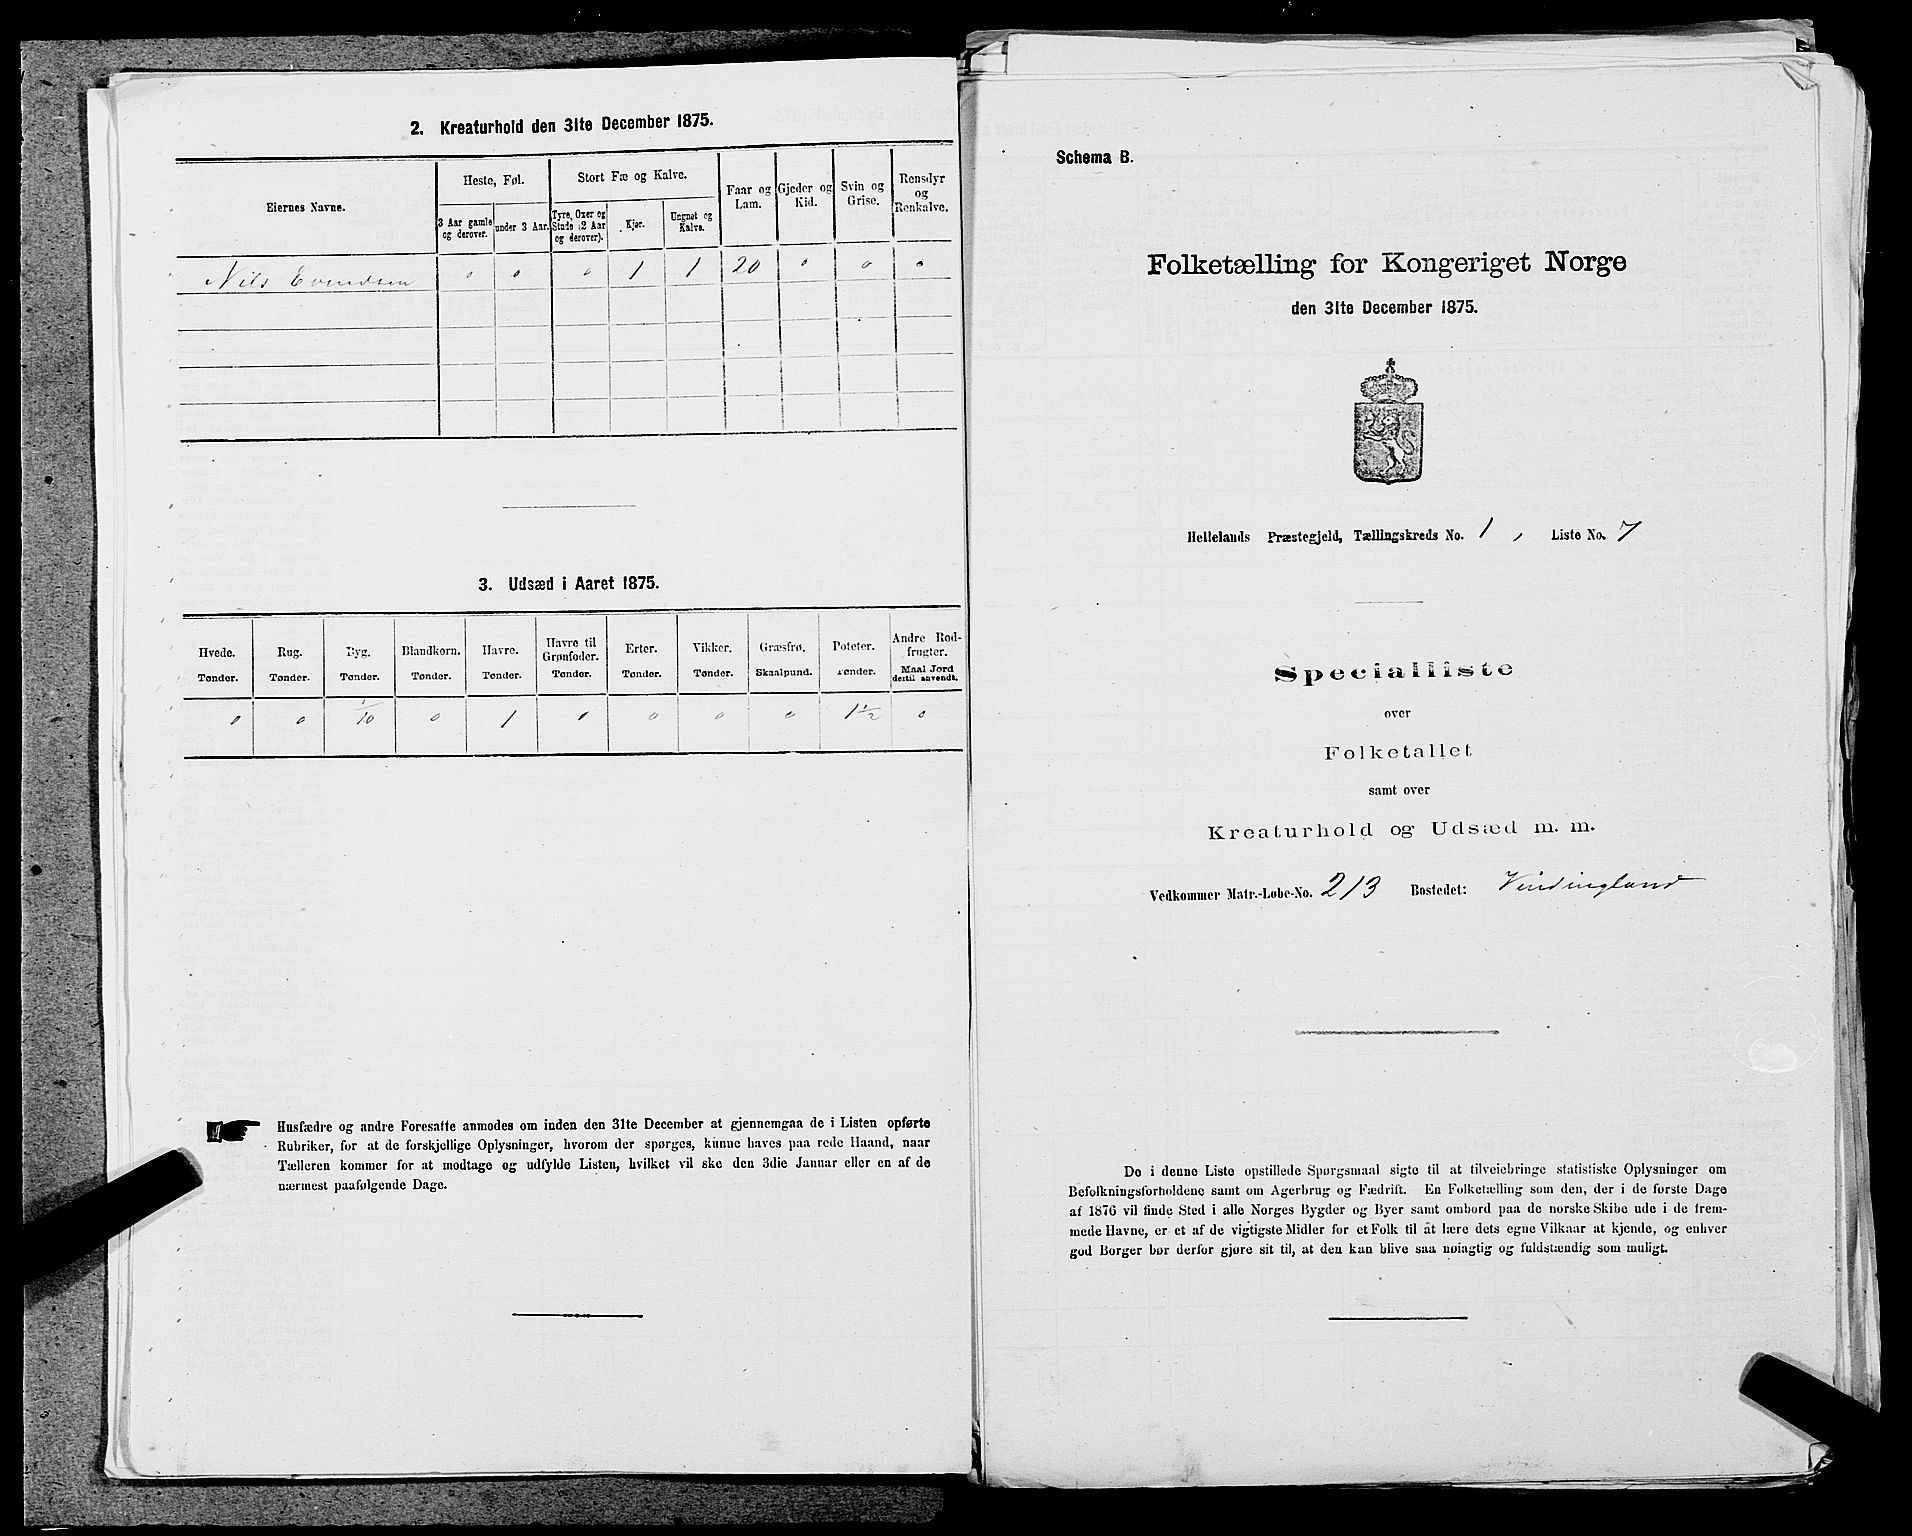 2. Kreaturhold den 31te December 1875.
Eiernes Navne.
Heste, Føl.
Stort Fæ og Kalve.
Faar og Lam.
Gjeder og Kid.
Svin og Grise.
Rensdyr og Renkalve.
3 Aar gamle og derover.
under 3 Aar.
Tyre, Oxer og Stude (2 Aar og derover).
Kjør.
Ungnøt og Kalve.
Nils Evendsen 0 0 0 1 1 20 0 0 0
3. Udsæd i Aaret 1875.
Hvede. Rug. Byg. Blandkorn. Havre. Havre til Grønfoder. Erter. Vikker. Græsfrø. Poteter. Andre Rodfrugter.
Tønder. Tønder. Tønder. Tønder. Tønder. Tønder. Tønder. Tønder. Skaalpund. Tønder. Maal Jord dertil anvendt.
0 0 1/10 0 1 0 0 0 0 1 1/2 0
Husfædre og andre Foresatte anmodes om inden den 31te December at gjennemgaa de i Listen opførte
Rubriker, for at de forskjellige Oplysninger, hvorom der spørges, kunne haves paa rede Haand, naar
Tælleren kommer for at modtage og udfylde Listen, hvilket vil ske den 3die Januar eller en af de
nærmest paafølgende Dage.
Schema B.
Folketælling for Kongeriget Norge
den 31te December 1875.
Hellelands Præstegjeld, Tællingskreds No. 1, Liste No. 7
Specialliste
over
Folketallet
samt over
Kreaturhold og Udsæd m. m.
Vedkommer Matr.-Løbe-No. 213 Bostedet: Vindingland
De i denne Liste opstillede Spørgsmaal sigte til at tilveiebringe statistiske Oplysninger om
Befolkningsforholdene samt om Agerbrug og Fædrift. En Folketælling som den, der i de første Dage
af 1876 vil finde Sted i alle Norges Bygder og Byer samt ombord paa de norske Skibe ude i de frem-
mede Havne, er et af de vigtigste Midler for et Folk til at lære dets egne Vilkaar at kjende, og enhver
god Borger bør derfor gjøre sit til, at den kan blive saa nøiagtig og fuldstændig som muligt.